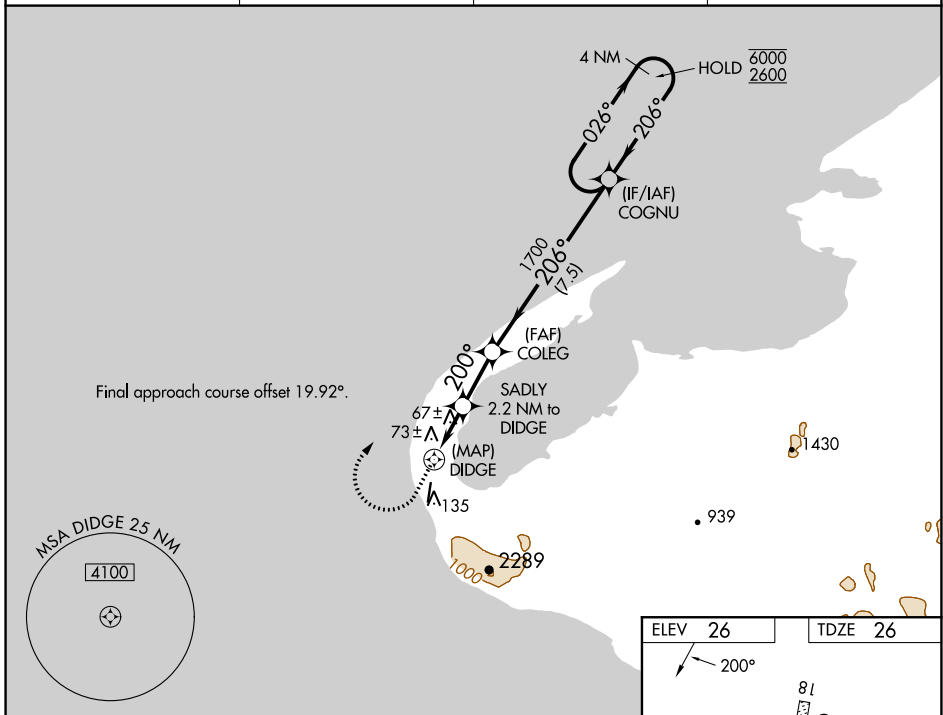 4 NM
HOLD
6000
2600
026°
206°
(IF/IAF)
COGNU
1700
206°
(7.5)
(FAF)
COLEG
200°
Final approach course offset 19.92°.
SADLY
2.2 NM to
DIDGE
67±
73±
(MAP)
DIDGE
1430
135
939
MSA DIDGE 25 NM
4100
2289
1000
ELEV 26
TDZE 26
200°
18